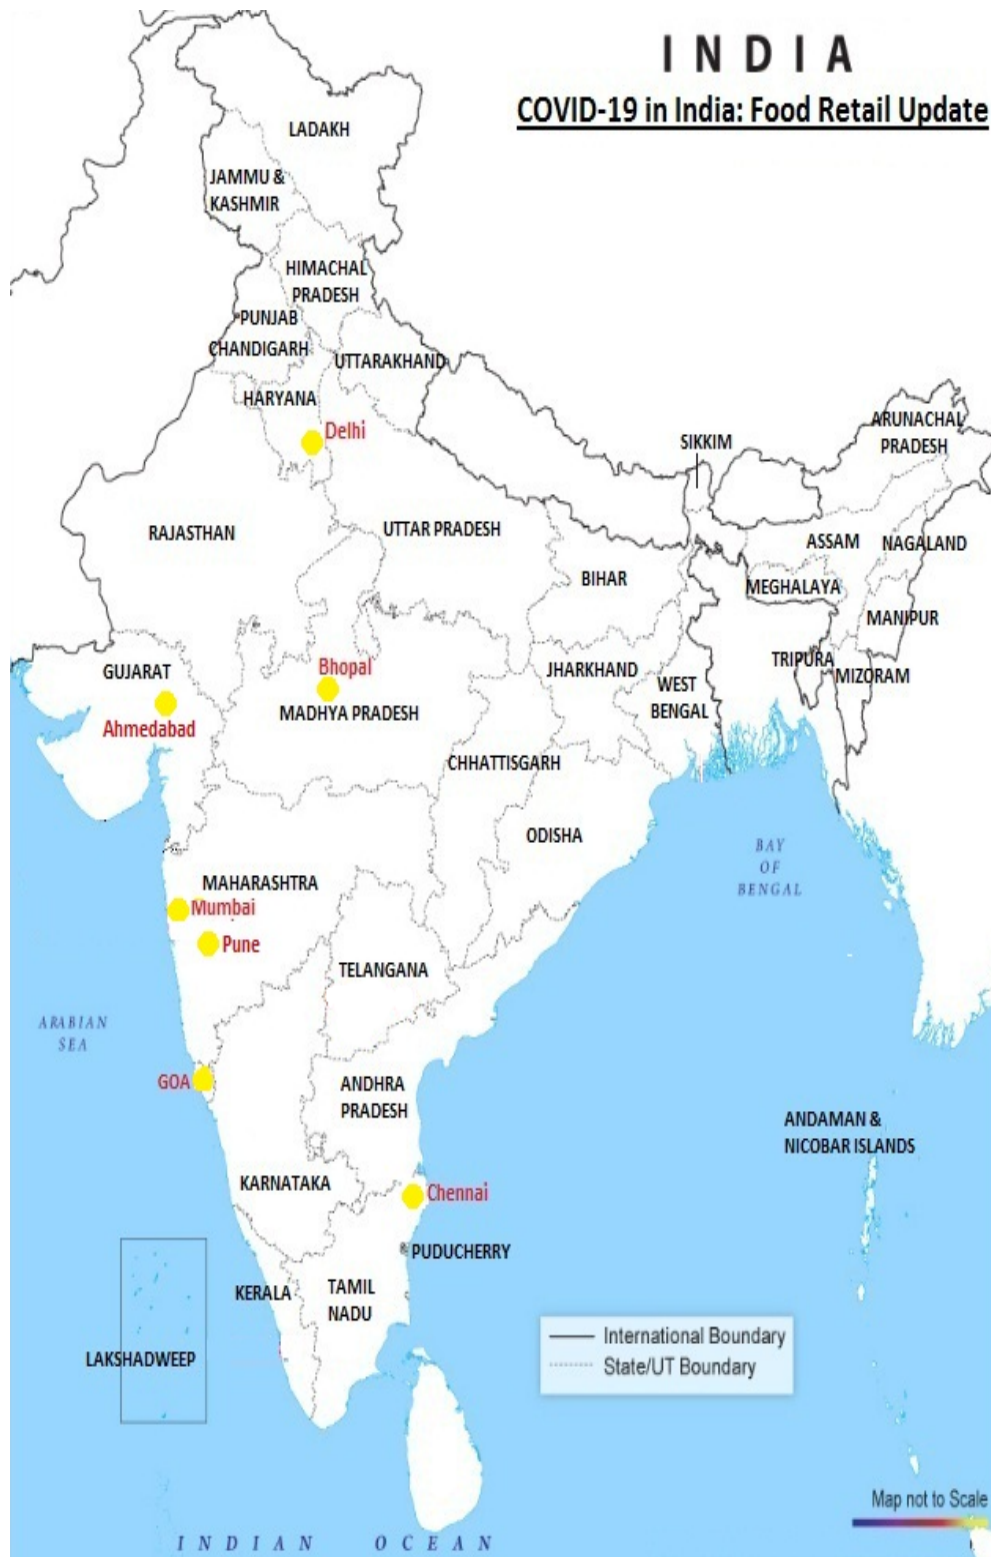 INDIA
COVID-19 in India: Food Retail Update
LADAKH
JAMMU &
KASHMIR
HIMACHAL
PRADESH
PUNJAB
CHANDIGARH
UTTARAKHAND
HARYANA
Delhi
SIKKIM
ARUNACHAL
PRADESH
RAJASTHAN
UTTAR PRADESH
ASSAM
NAGALAND
BIHAR
MEGHALAYA
MANIPUR
GUJARAT
Bhopal
JHARKHAND
TRIPURA
MIZORAM
WEST
BENGAL
Ahmedabad
MADHYA PRADESH
CHHATTISGARH
ODISHA
BAY
OF
BENGAL
MAHARASHTRA
Mumbai
Pune
TELANGANA
ARABIAN
SEA
GOA
ANDHRA
PRADESH
ANDAMAN &
NICOBAR ISLANDS
KARNATAKA
Chennai
PUDUCHERRY
KERALA
TAMIL
NADU
LAKSHADWEEP
International Boundary
State/UT Boundary
Map not to Scale
INDIAN OCEAN